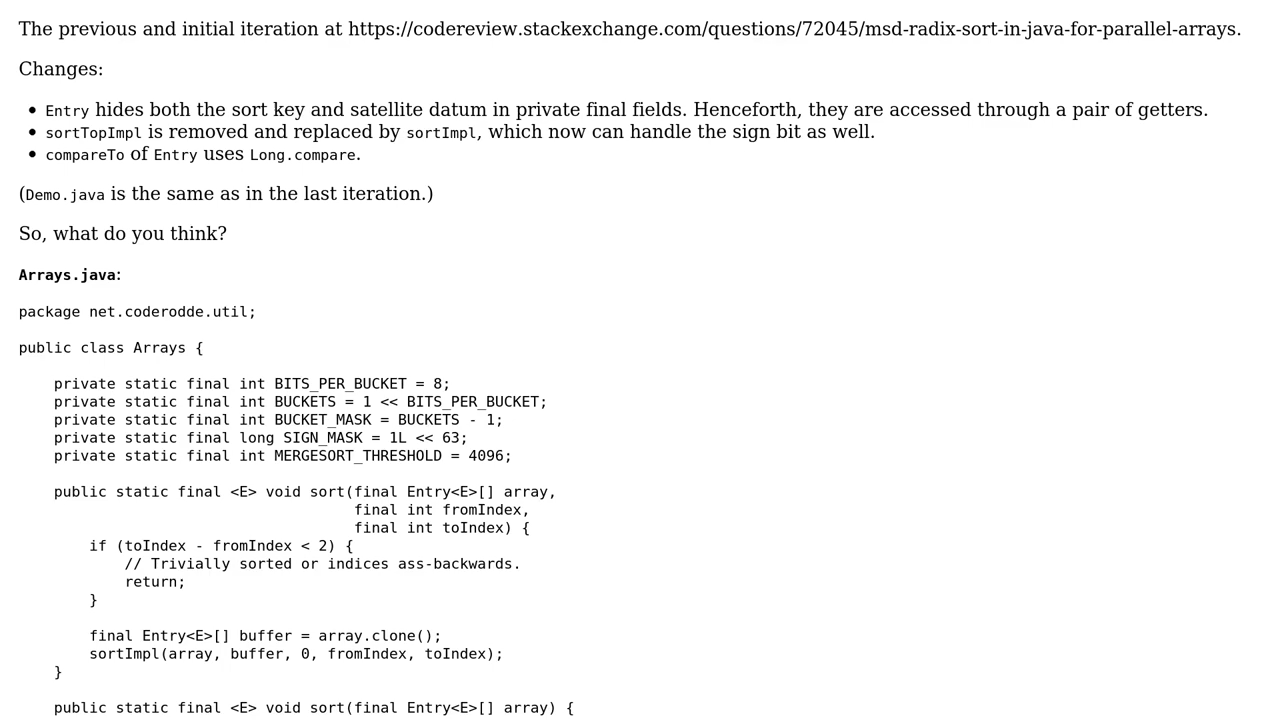 The previous and initial iteration at https://codereview.stackexchange.com/questions/72045/msd-radix-sort-in-java-for-parallel-arrays.
Changes:
• Entry hides both the sort key and satellite datum in private final fields. Henceforth, they are accessed through a pair of getters.
• sortTopImpl is removed and replaced by sortImpl, which now can handle the sign bit as well.
• compareTo of Entry uses Long.compare.
(Demo.java is the same as in the last iteration.)
So, what do you think?
Arrays.java:
package net.coderodde.util;
public class Arrays {
    private static final int BITS_PER_BUCKET = 8;
    private static final int BUCKETS = 1 << BITS_PER_BUCKET;
    private static final int BUCKET_MASK = BUCKETS - 1;
    private static final long SIGN_MASK = 1L << 63;
    private static final int MERGESORT_THRESHOLD = 4096;
    public static final <E> void sort(final Entry<E>[] array,
                                      final int fromIndex,
                                      final int toIndex) {
        if (toIndex - fromIndex < 2) {
            // Trivially sorted or indices ass-backwards.
            return;
        }
        final Entry<E>[] buffer = array.clone();
        sortImpl(array, buffer, 0, fromIndex, toIndex);
    }
    public static final <E> void sort(final Entry<E>[] array) {